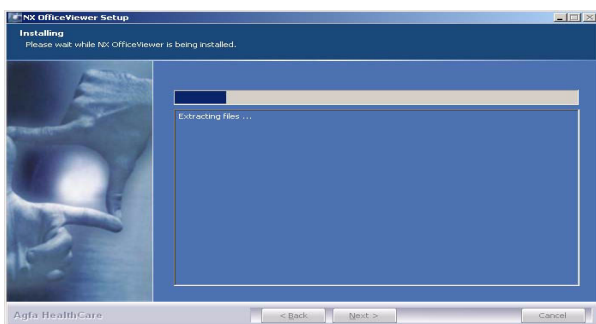 NX OfficeViewer Setup
Installing
Please wait while NX OfficeViewer is being installed.
Extracting files ...
Agfa HealthCare
< Back
Next >
Cancel